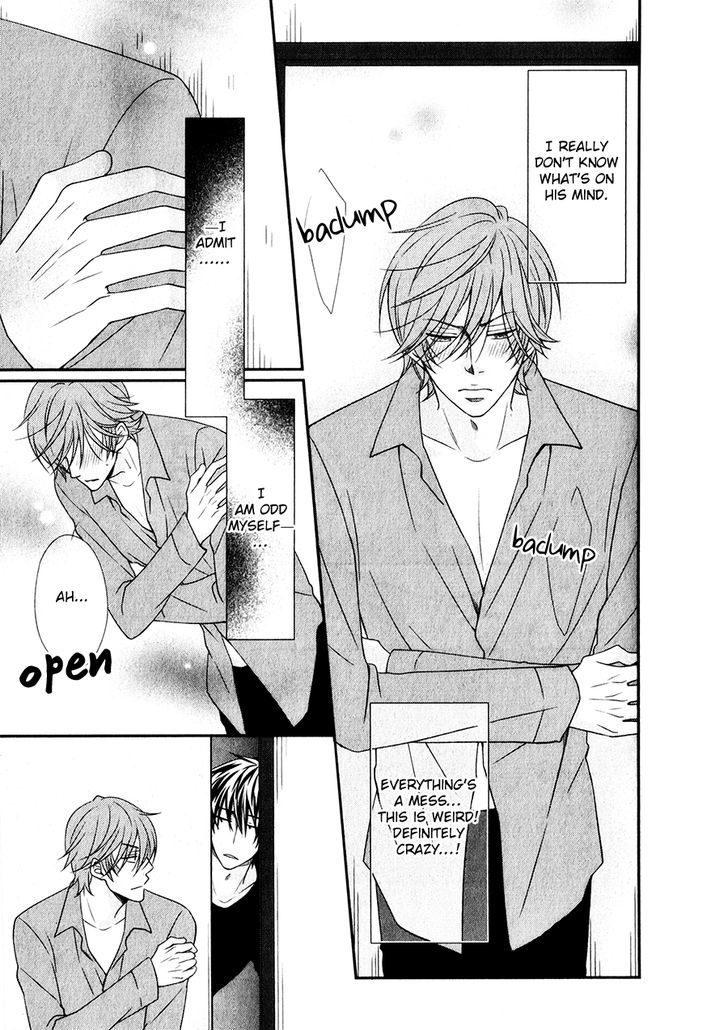 I REALLY
DON'T KNOW
WHAT'S ON
HIS MIND.
badump
badump
EVERYTHING'S
A MESS...
THIS IS WEIRD!
DEFINITELY
CRAZY...!
—I
ADMIT
......
I
AM ODD
MYSELF—
...
AH...
open